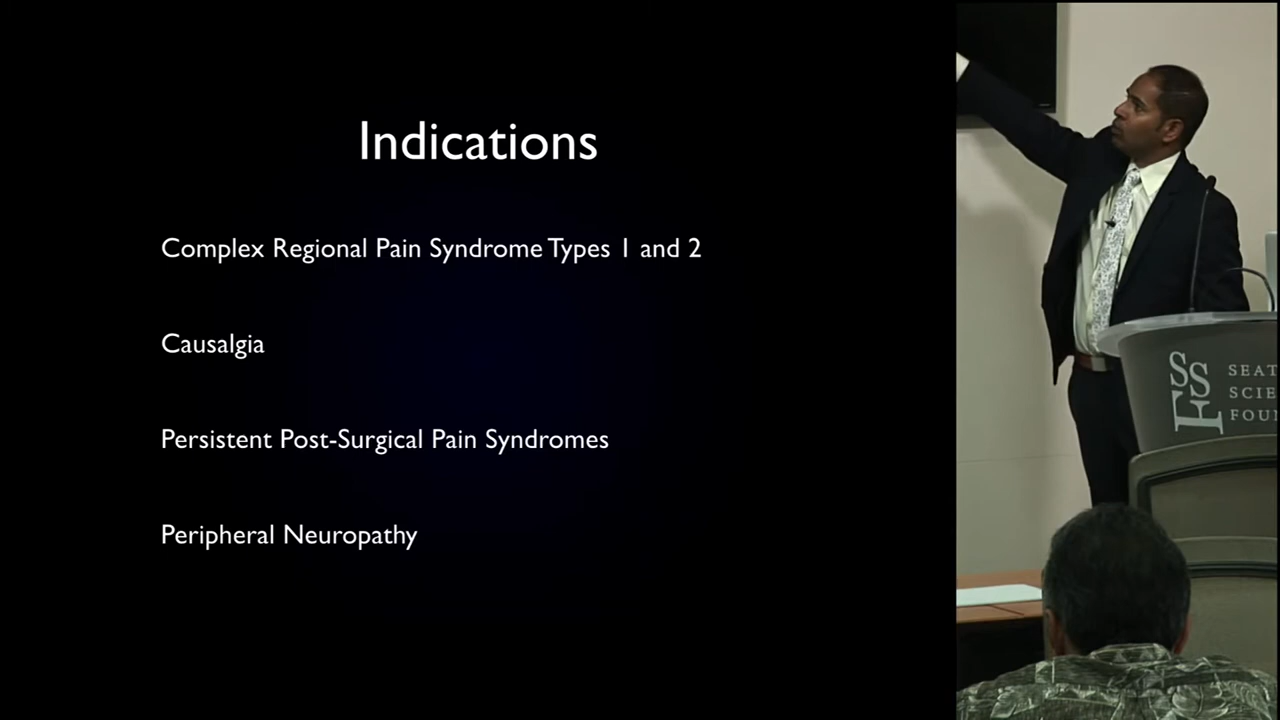 Indications
Complex Regional Pain Syndrome Types 1 and 2
Causalgia
Persistent Post-Surgical Pain Syndromes
Peripheral Neuropathy
SSF
SEAT
SCIE
FOU